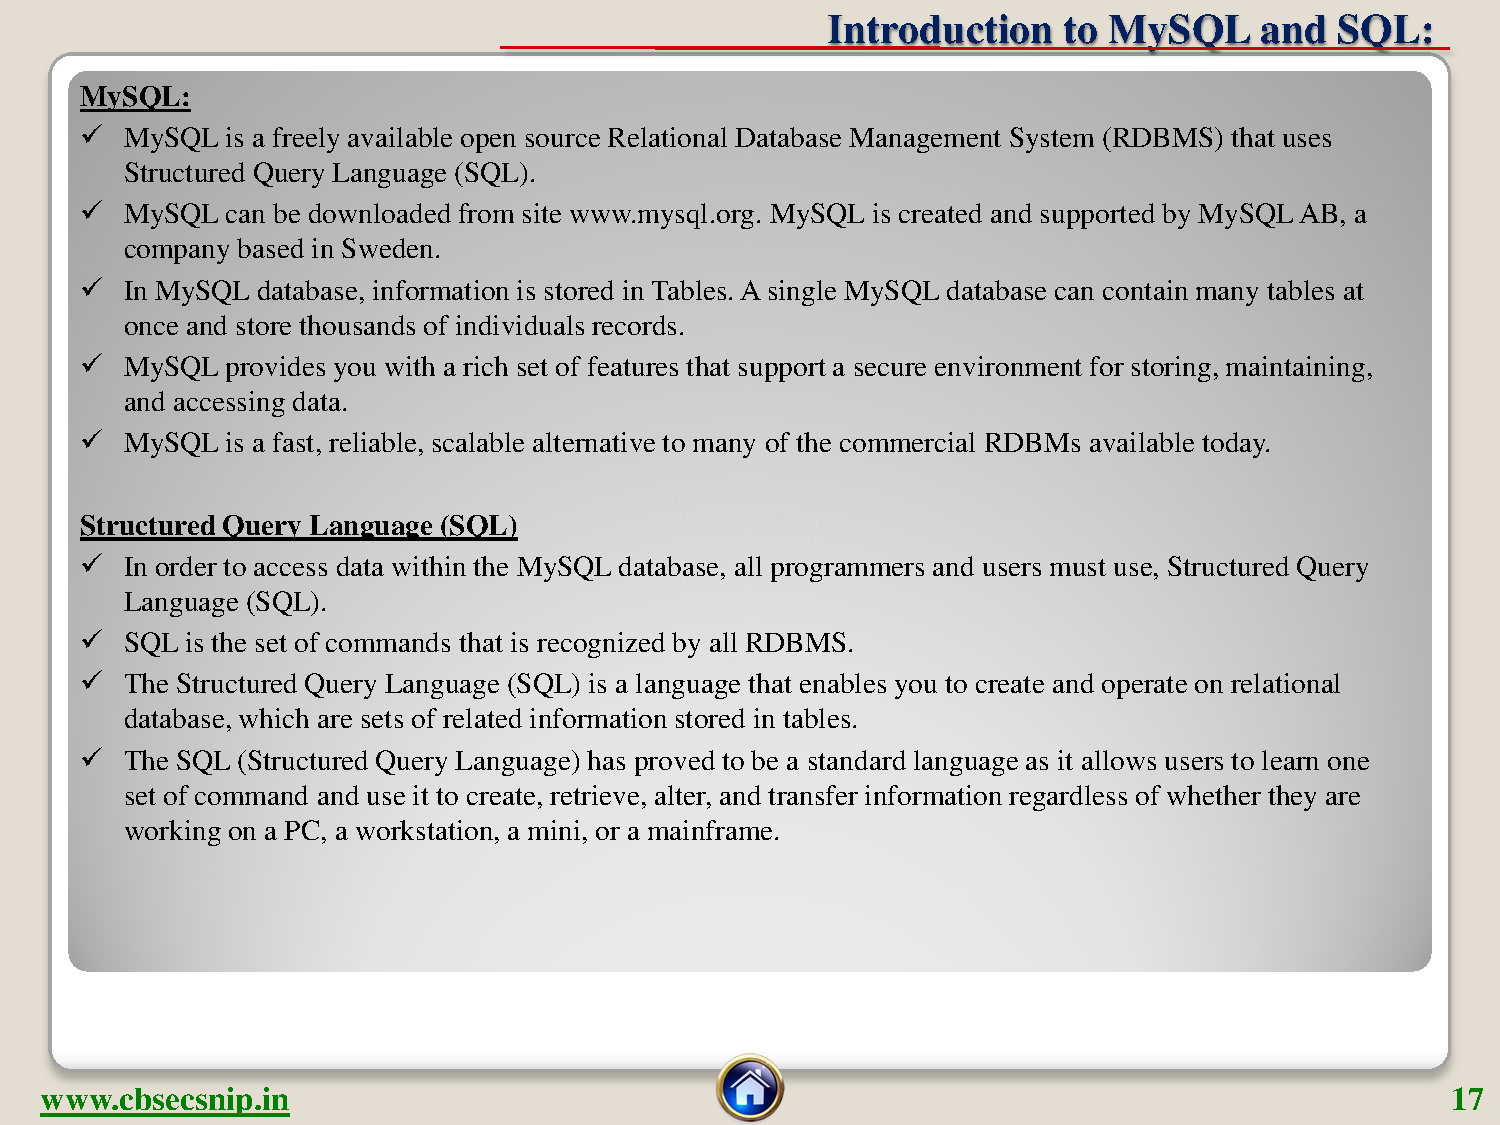 Introduction to MySQL and SQL:
MySQL:
✓ MySQL is a freely available open source Relational Database Management System (RDBMS) that uses
Structured Query Language (SQL).
✓ MySQL can be downloaded from site www.mysql.org. MySQL is created and supported by MySQL AB, a
company based in Sweden.
✓ In MySQL database, information is stored in Tables. A single MySQL database can contain many tables at
once and store thousands of individuals records.
✓ MySQL provides you with a rich set of features that support a secure environment for storing, maintaining,
and accessing data.
✓ MySQL is a fast, reliable, scalable alternative to many of the commercial RDBMs available today.
Structured Query Language (SQL)
✓ In order to access data within the MySQL database, all programmers and users must use, Structured Query
Language (SQL).
✓ SQL is the set of commands that is recognized by all RDBMS.
✓ The Structured Query Language (SQL) is a language that enables you to create and operate on relational
database, which are sets of related information stored in tables.
✓ The SQL (Structured Query Language) has proved to be a standard language as it allows users to learn one
set of command and use it to create, retrieve, alter, and transfer information regardless of whether they are
working on a PC, a workstation, a mini, or a mainframe.
www.cbsecsnip.in
17